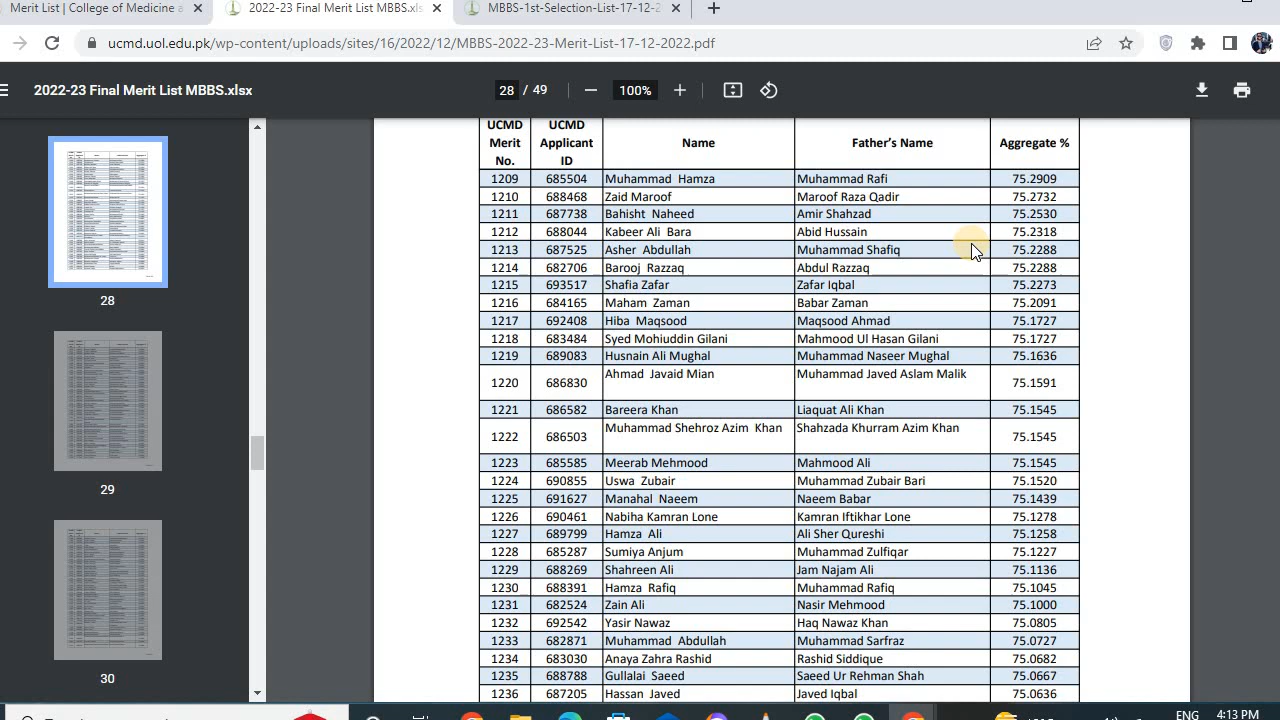 Merit List | College of Medicine a
2022-23 Final Merit List MBBS.xls
MBBS-1st-Selection-List-17-12-2
ucmd.uol.edu.pk/wp-content/uploads/sites/16/2022/12/MBBS-2022-23-Merit-List-17-12-2022.pdf
2022-23 Final Merit List MBBS.xlsx
28 / 49
100%
28
29
30
UCMD Merit No. UCMD Applicant ID Name Father's Name Aggregate %
1209 685504 Muhammad Hamza Muhammad Rafi 75.2909
1210 688468 Zaid Maroof Maroof Raza Qadir 75.2732
1211 687738 Bahisht Naheed Amir Shahzad 75.2530
1212 688044 Kabeer Ali Bara Abid Hussain 75.2318
1213 687525 Asher Abdullah Muhammad Shafiq 75.2288
1214 682706 Barooj Razzaq Abdul Razzaq 75.2288
1215 693517 Shafia Zafar Zafar Iqbal 75.2273
1216 684165 Maham Zaman Babar Zaman 75.2091
1217 692408 Hiba Maqsood Maqsood Ahmad 75.1727
1218 683484 Syed Mohiuddin Gilani Mahmood Ul Hasan Gilani 75.1727
1219 689083 Husnain Ali Mughal Muhammad Naseer Mughal 75.1636
1220 686830 Ahmad Javaid Mian Muhammad Javed Aslam Malik 75.1591
1221 686582 Bareera Khan Liaquat Ali Khan 75.1545
1222 686503 Muhammad Shehroz Azim Khan Shahzada Khurram Azim Khan 75.1545
1223 685585 Meerab Mehmood Mahmood Ali 75.1545
1224 690855 Uswa Zubair Muhammad Zubair Bari 75.1520
1225 691627 Manahal Naeem Naeem Babar 75.1439
1226 690461 Nabiha Kamran Lone Kamran Iftikhar Lone 75.1278
1227 689799 Hamza Ali Ali Sher Qureshi 75.1258
1228 685287 Sumiya Anjum Muhammad Zulfiqar 75.1227
1229 688269 Shahreen Ali Jam Najam Ali 75.1136
1230 688391 Hamza Rafiq Muhammad Rafiq 75.1045
1231 682524 Zain Ali Nasir Mehmood 75.1000
1232 692542 Yasir Nawaz Haq Nawaz Khan 75.0805
1233 682871 Muhammad Abdullah Muhammad Sarfraz 75.0727
1234 683030 Anaya Zahra Rashid Rashid Siddique 75.0682
1235 688788 Gullalai Saeed Saeed Ur Rehman Shah 75.0667
1236 687205 Hassan Javed Javed Iqbal 75.0636
ENG 4:13 PM